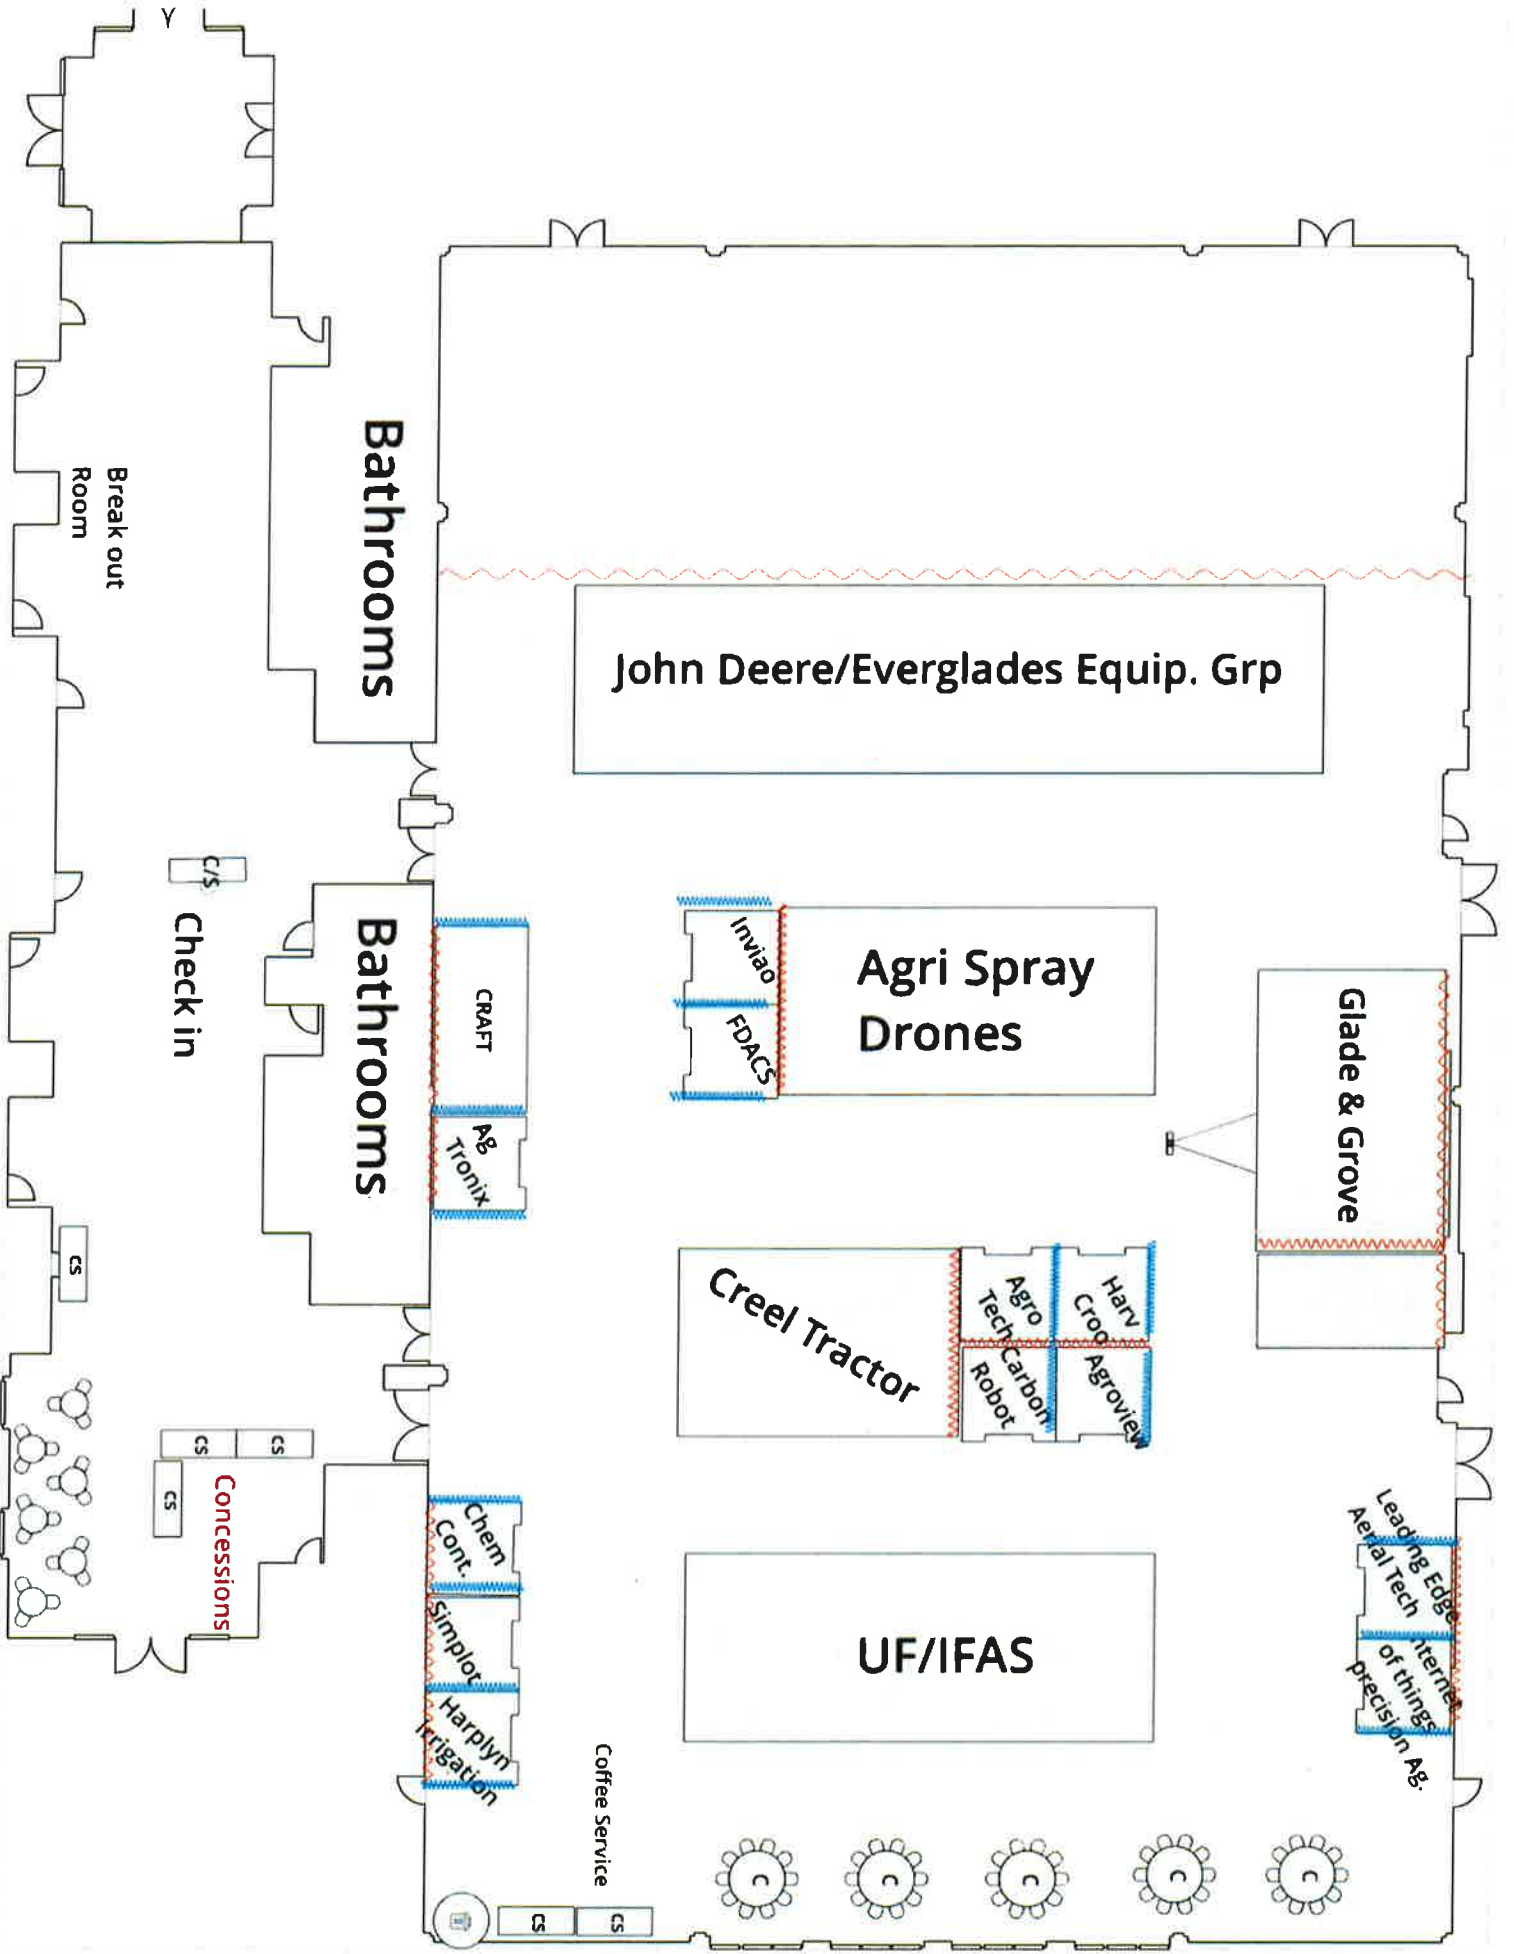 Y
Bathrooms
Break out
Room
John Deere/Everglades Equip. Grp
C/S
Check in
Bathrooms
CRAFT
Ag
Tronix
Inviao
FDACS
Agri Spray
Drones
Glade & Grove
Creel Tractor
Agro
Tech
Harv
Croo
Carbon
Robot
Agroview
CS
CS
CS
CS
Concessions
Chem
Cont.
Simplot
Harplyn
Irrigation
UF/IFAS
Leading Edge
Aerial Tech
nternet
of things
precision Ag.
Coffee Service
CS
CS
C
C
C
C
C